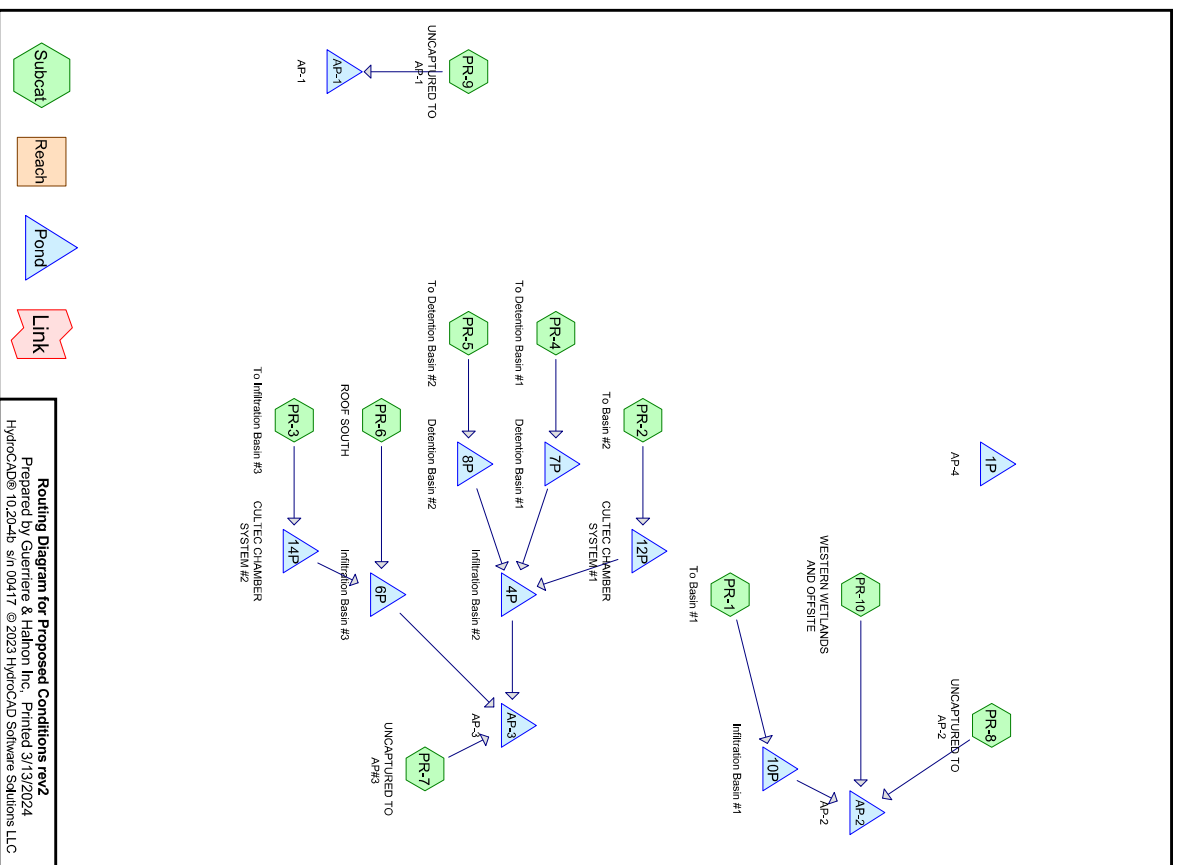 PR-9
UNCAPTURED TO
AP-1
AP-1
AP-1
1P
AP-4
PR-8
UNCAPTURED TO
AP-2
PR-10
WESTERN WETLANDS
AND OFFSITE
AP-2
AP-2
PR-1
To Basin #1
10P
Infiltration Basin #1
PR-2
To Basin #2
12P
CULTEC CHAMBER
SYSTEM #1
PR-4
To Detention Basin #1
7P
Detention Basin #1
4P
Infiltration Basin #2
AP-3
AP-3
PR-5
To Detention Basin #2
8P
Detention Basin #2
PR-7
UNCAPTURED TO
AP#3
PR-6
ROOF SOUTH
6P
Infiltration Basin #3
PR-3
To Infiltration Basin #3
14P
CULTEC CHAMBER
SYSTEM #2
Subcat
Reach
Pond
Link
Routing Diagram for Proposed Conditions rev2
Prepared by Guerriere & Halnon Inc, Printed 3/13/2024
HydroCAD® 10.20-4b s/n 00417 © 2023 HydroCAD Software Solutions LLC